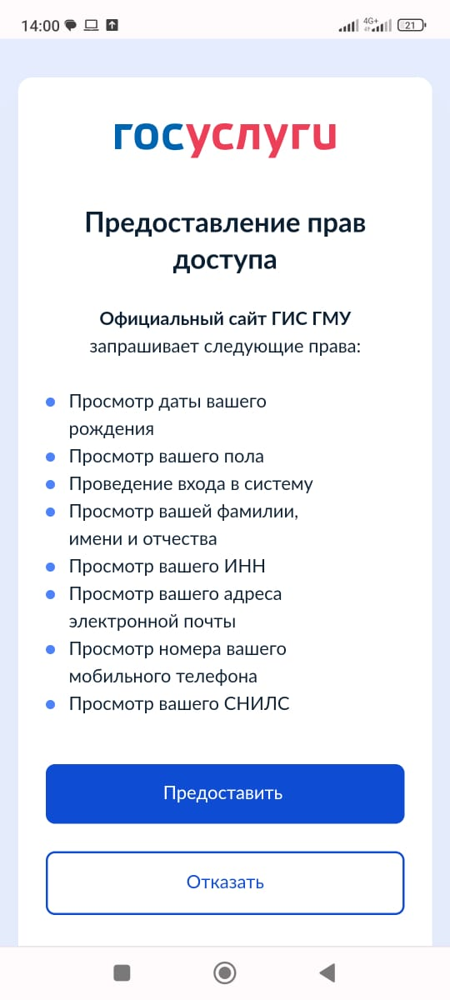 14:00
4G+
21
госуслуги
Предоставление прав
доступа
Официальный сайт ГИС ГМУ
запрашивает следующие права:
Просмотр даты вашего
рождения
Просмотр вашего пола
Проведение входа в систему
Просмотр вашей фамилии,
имени и отчества
Просмотр вашего ИНН
Просмотр вашего адреса
электронной почты
Просмотр номера вашего
мобильного телефона
Просмотр вашего СНИЛС
Предоставить
Отказать